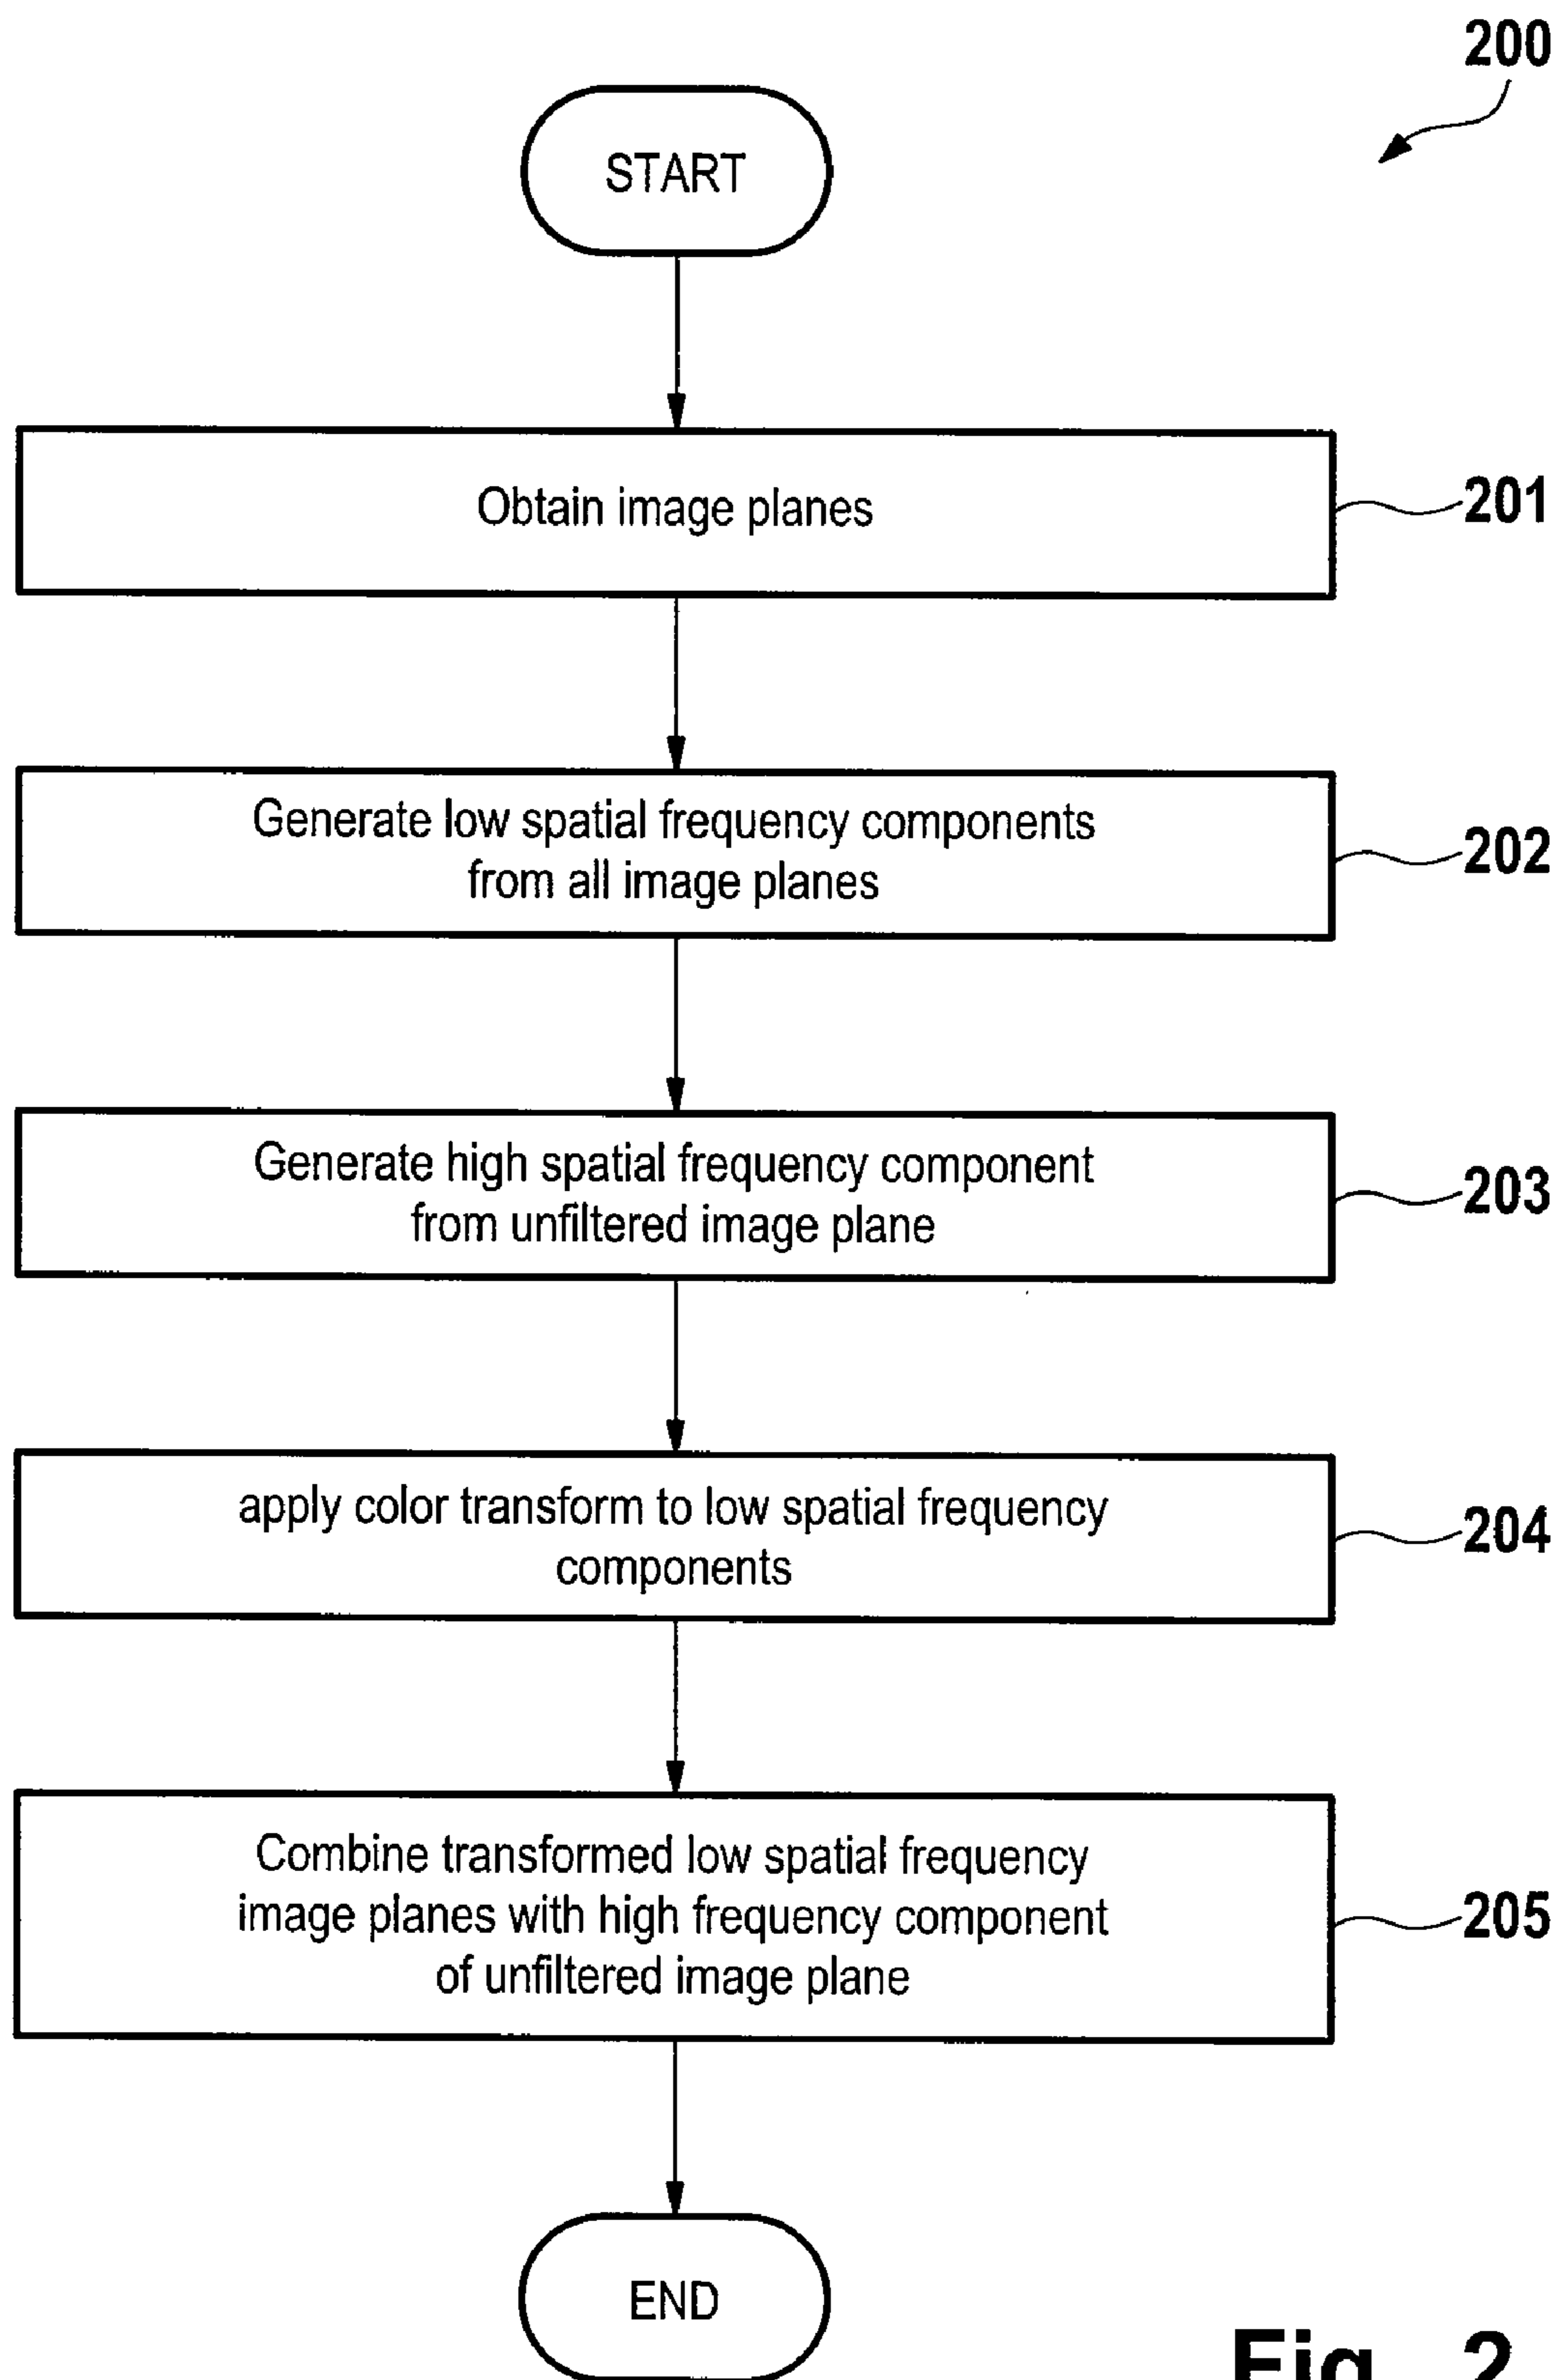 200
START
Obtain image planes
201
Generate low spatial frequency components
from all image planes
202
Generate high spatial frequency component
from unfiltered image plane
203
apply color transform to low spatial frequency
components
204
Combine transformed low spatial frequency
image planes with high frequency component
of unfiltered image plane
205
END
Fig. 2